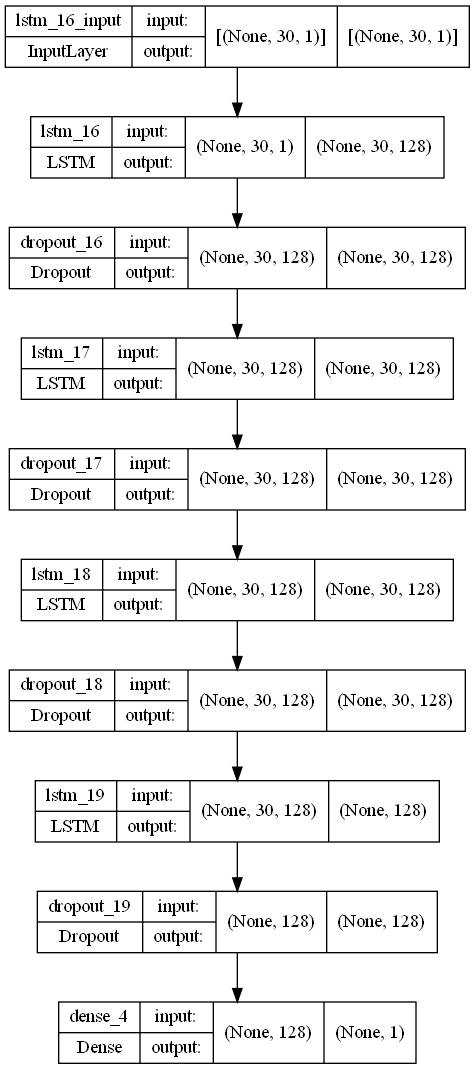 lstm_16_input input: [(None, 30, 1)] [(None, 30, 1)]
InputLayer output:
lstm_16 input: (None, 30, 1) (None, 30, 128)
LSTM output:
dropout_16 input: (None, 30, 128) (None, 30, 128)
Dropout output:
lstm_17 input: (None, 30, 128) (None, 30, 128)
LSTM output:
dropout_17 input: (None, 30, 128) (None, 30, 128)
Dropout output:
lstm_18 input: (None, 30, 128) (None, 30, 128)
LSTM output:
dropout_18 input: (None, 30, 128) (None, 30, 128)
Dropout output:
lstm_19 input: (None, 30, 128) (None, 128)
LSTM output:
dropout_19 input: (None, 128) (None, 128)
Dropout output:
dense_4 input: (None, 128) (None, 1)
Dense output: